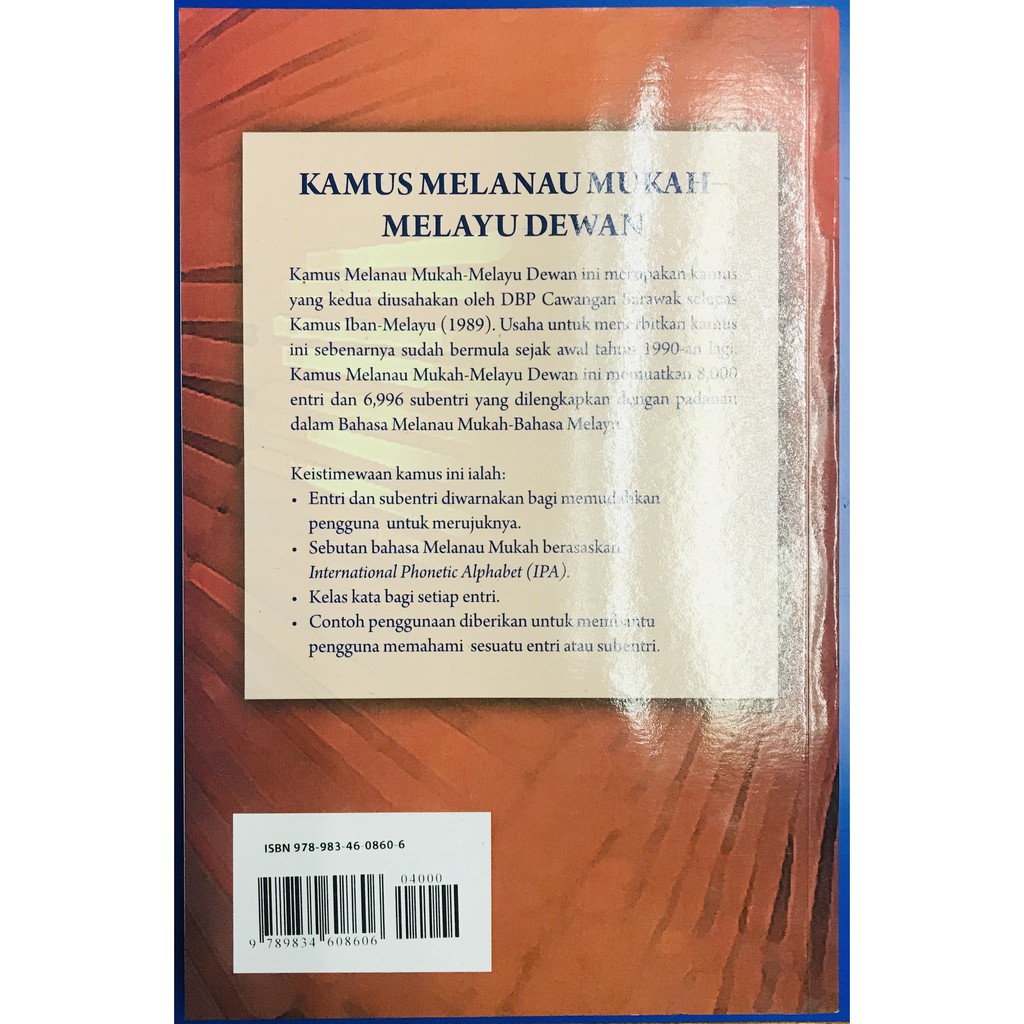 KAMUS MELANAU MUKAH–
MELAYU DEWAN
Kamus Melanau Mukah-Melayu Dewan ini merupakan kamus
yang kedua diusahakan oleh DBP Cawangan Sarawak selepas
Kamus Iban-Melayu (1989). Usaha untuk menerbitkan kamus
ini sebenarnya sudah bermula sejak awal tahun 1990-an lagi.
Kamus Melanau Mukah-Melayu Dewan ini memuatkan 8,000
entri dan 6,996 subentri yang dilengkapkan dengan padanan
dalam Bahasa Melanau Mukah-Bahasa Melayu.
Keistimewaan kamus ini ialah:
• Entri dan subentri diwarnakan bagi memudahkan
pengguna untuk merujuknya.
• Sebutan bahasa Melanau Mukah berasaskan
International Phonetic Alphabet (IPA).
• Kelas kata bagi setiap entri.
• Contoh penggunaan diberikan untuk membantu
pengguna memahami sesuatu entri atau subentri.
ISBN 978-983-46-0860-6
04000
9 789834 608606